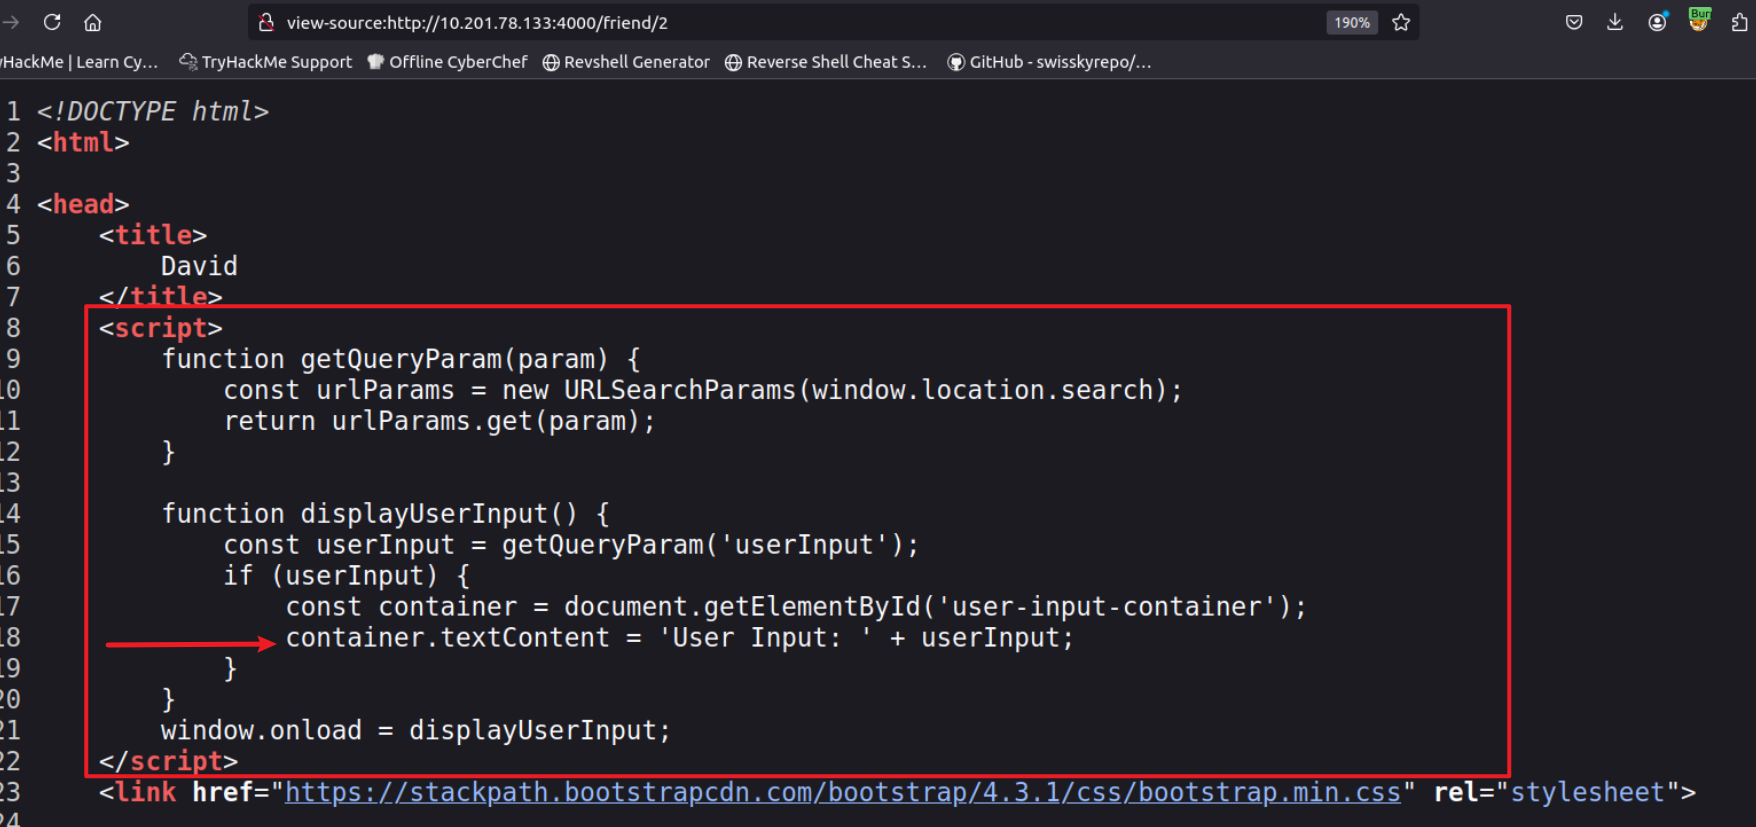 view-source:http://10.201.78.133:4000/friend/2 190%
yHackMe | Learn Cy… TryHackMe Support Offline CyberChef Revshell Generator Reverse Shell Cheat S… GitHub - swisskyrepo/…
1 <!DOCTYPE html>
2 <html>
3
4 <head>
5 <title>
6 David
7 </title>
8 <script>
9 function getQueryParam(param) {
10 const urlParams = new URLSearchParams(window.location.search);
11 return urlParams.get(param);
12 }
13
14 function displayUserInput() {
15 const userInput = getQueryParam('userInput');
16 if (userInput) {
17 const container = document.getElementById('user-input-container');
18 container.textContent = 'User Input: ' + userInput;
19 }
20 }
21 window.onload = displayUserInput;
22 </script>
23 <link href="https://stackpath.bootstrapcdn.com/bootstrap/4.3.1/css/bootstrap.min.css" rel="stylesheet">
24